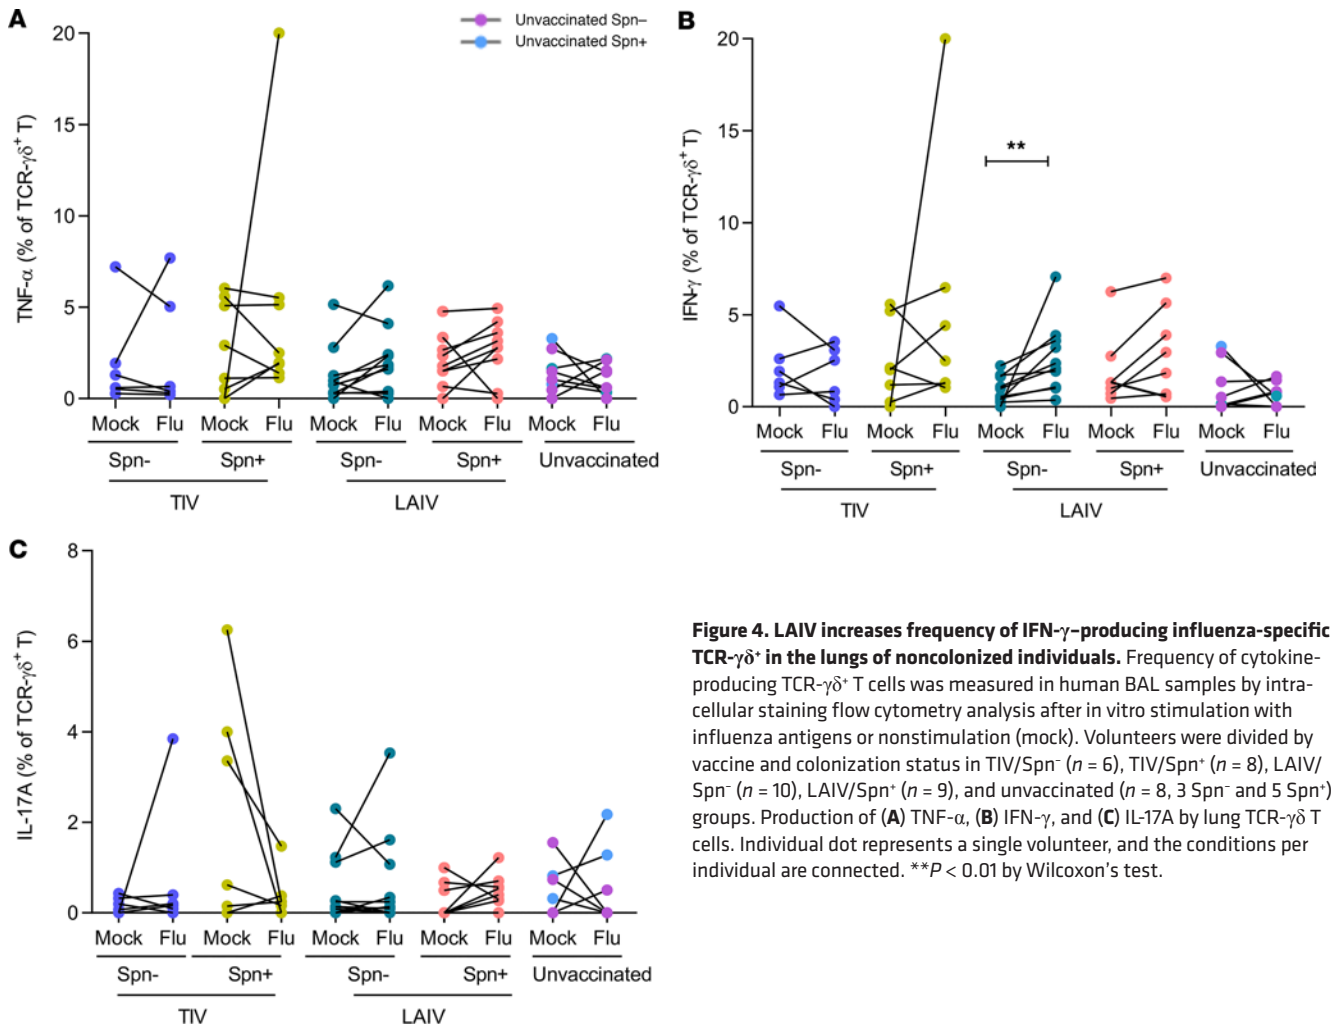 A
20
15
10
5
0
TNF-α (% of TCR-γδ⁺ T)
Unvaccinated Spn–
Unvaccinated Spn+
Mock Flu Mock Flu Mock Flu Mock Flu Mock Flu
Spn- Spn+ Spn- Spn+ Unvaccinated
TIV LAIV
B
20
15
10
5
0
IFN-γ (% of TCR-γδ⁺ T)
**
Mock Flu Mock Flu Mock Flu Mock Flu Mock Flu
Spn- Spn+ Spn- Spn+ Unvaccinated
TIV LAIV
C
8
6
4
2
0
IL-17A (% of TCR-γδ⁺ T)
Mock Flu Mock Flu Mock Flu Mock Flu Mock Flu
Spn- Spn+ Spn- Spn+ Unvaccinated
TIV LAIV
Figure 4. LAIV increases frequency of IFN-γ–producing influenza-specific
TCR-γδ⁺ in the lungs of noncolonized individuals. Frequency of cytokine-
producing TCR-γδ⁺ T cells was measured in human BAL samples by intra-
cellular staining flow cytometry analysis after in vitro stimulation with
influenza antigens or nonstimulation (mock). Volunteers were divided by
vaccine and colonization status in TIV/Spn⁻ (n = 6), TIV/Spn⁺ (n = 8), LAIV/
Spn⁻ (n = 10), LAIV/Spn⁺ (n = 9), and unvaccinated (n = 8, 3 Spn⁻ and 5 Spn⁺)
groups. Production of (A) TNF-α, (B) IFN-γ, and (C) IL-17A by lung TCR-γδ T
cells. Individual dot represents a single volunteer, and the conditions per
individual are connected. **P < 0.01 by Wilcoxon's test.